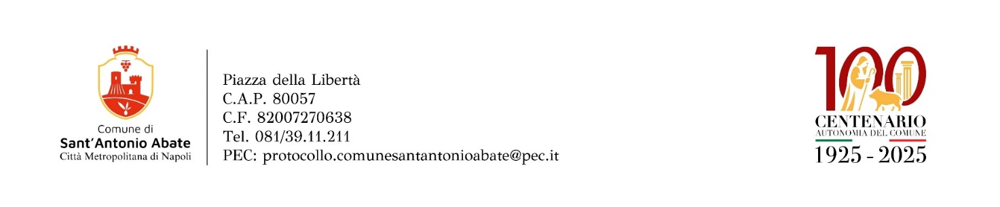 Comune di
Sant'Antonio Abate
Città Metropolitana di Napoli
Piazza della Libertà
C.A.P. 80057
C.F. 82007270638
Tel. 081/39.11.211
PEC: protocollo.comunesantantonioabate@pec.it
100
CENTENARIO
AUTONOMIA DEL COMUNE
1925 - 2025